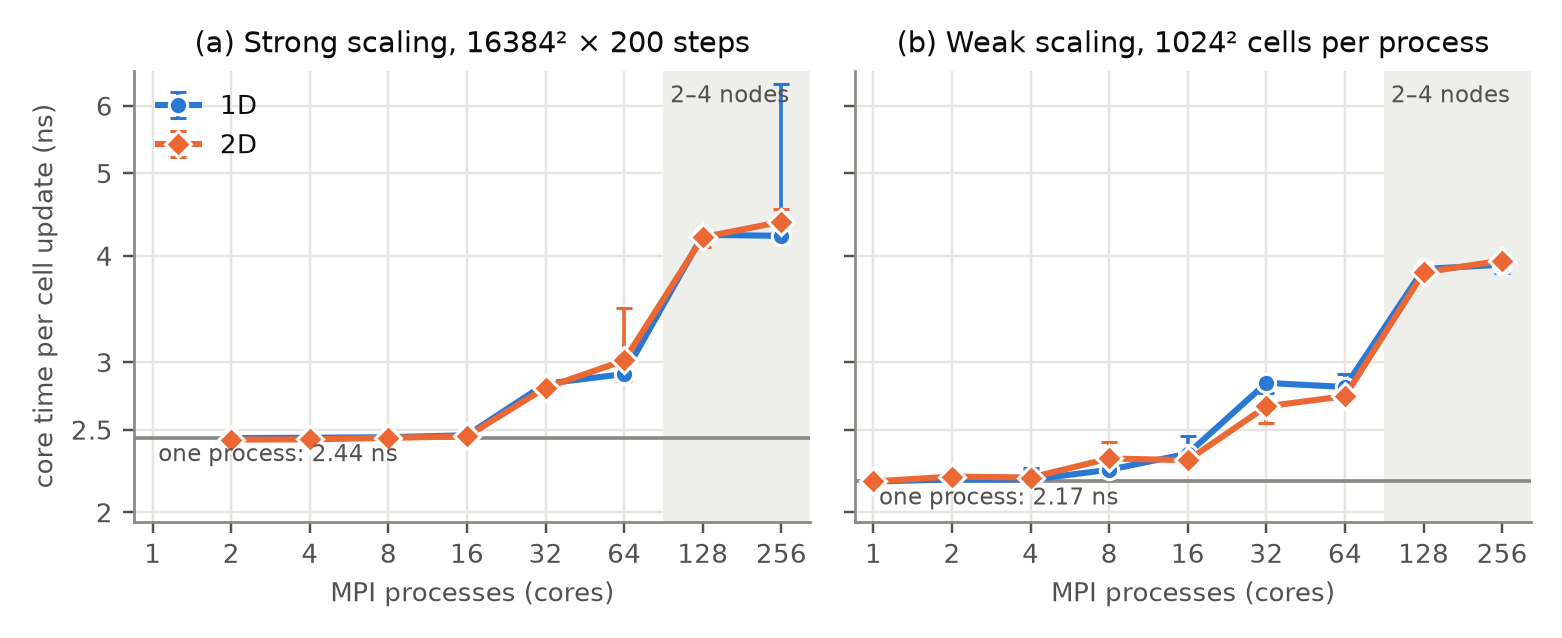 (a) Strong scaling, 16384² × 200 steps
1D
2D
2–4 nodes
one process: 2.44 ns
core time per cell update (ns)
6
5
4
3
2.5
2
1 2 4 8 16 32 64 128 256
MPI processes (cores)
(b) Weak scaling, 1024² cells per process
2–4 nodes
one process: 2.17 ns
1 2 4 8 16 32 64 128 256
MPI processes (cores)